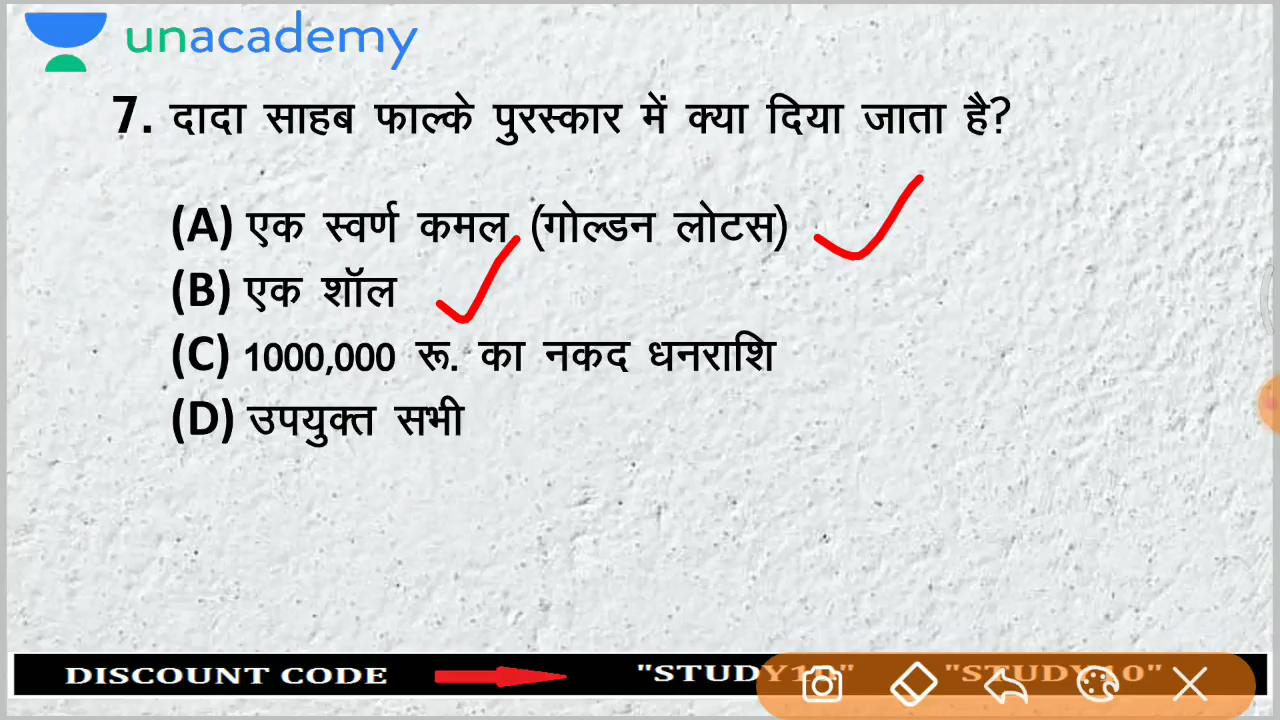 unacademy
7. दादा साहब फाल्के पुरस्कार में क्या दिया जाता है?
(A) एक स्वर्ण कमल (गोल्डन लोटस)
(B) एक शॉल
(C) 1000,000 रू. का नकद धनराशि
(D) उपयुक्त सभी
DISCOUNT CODE "STUDY10" "STUDY10"